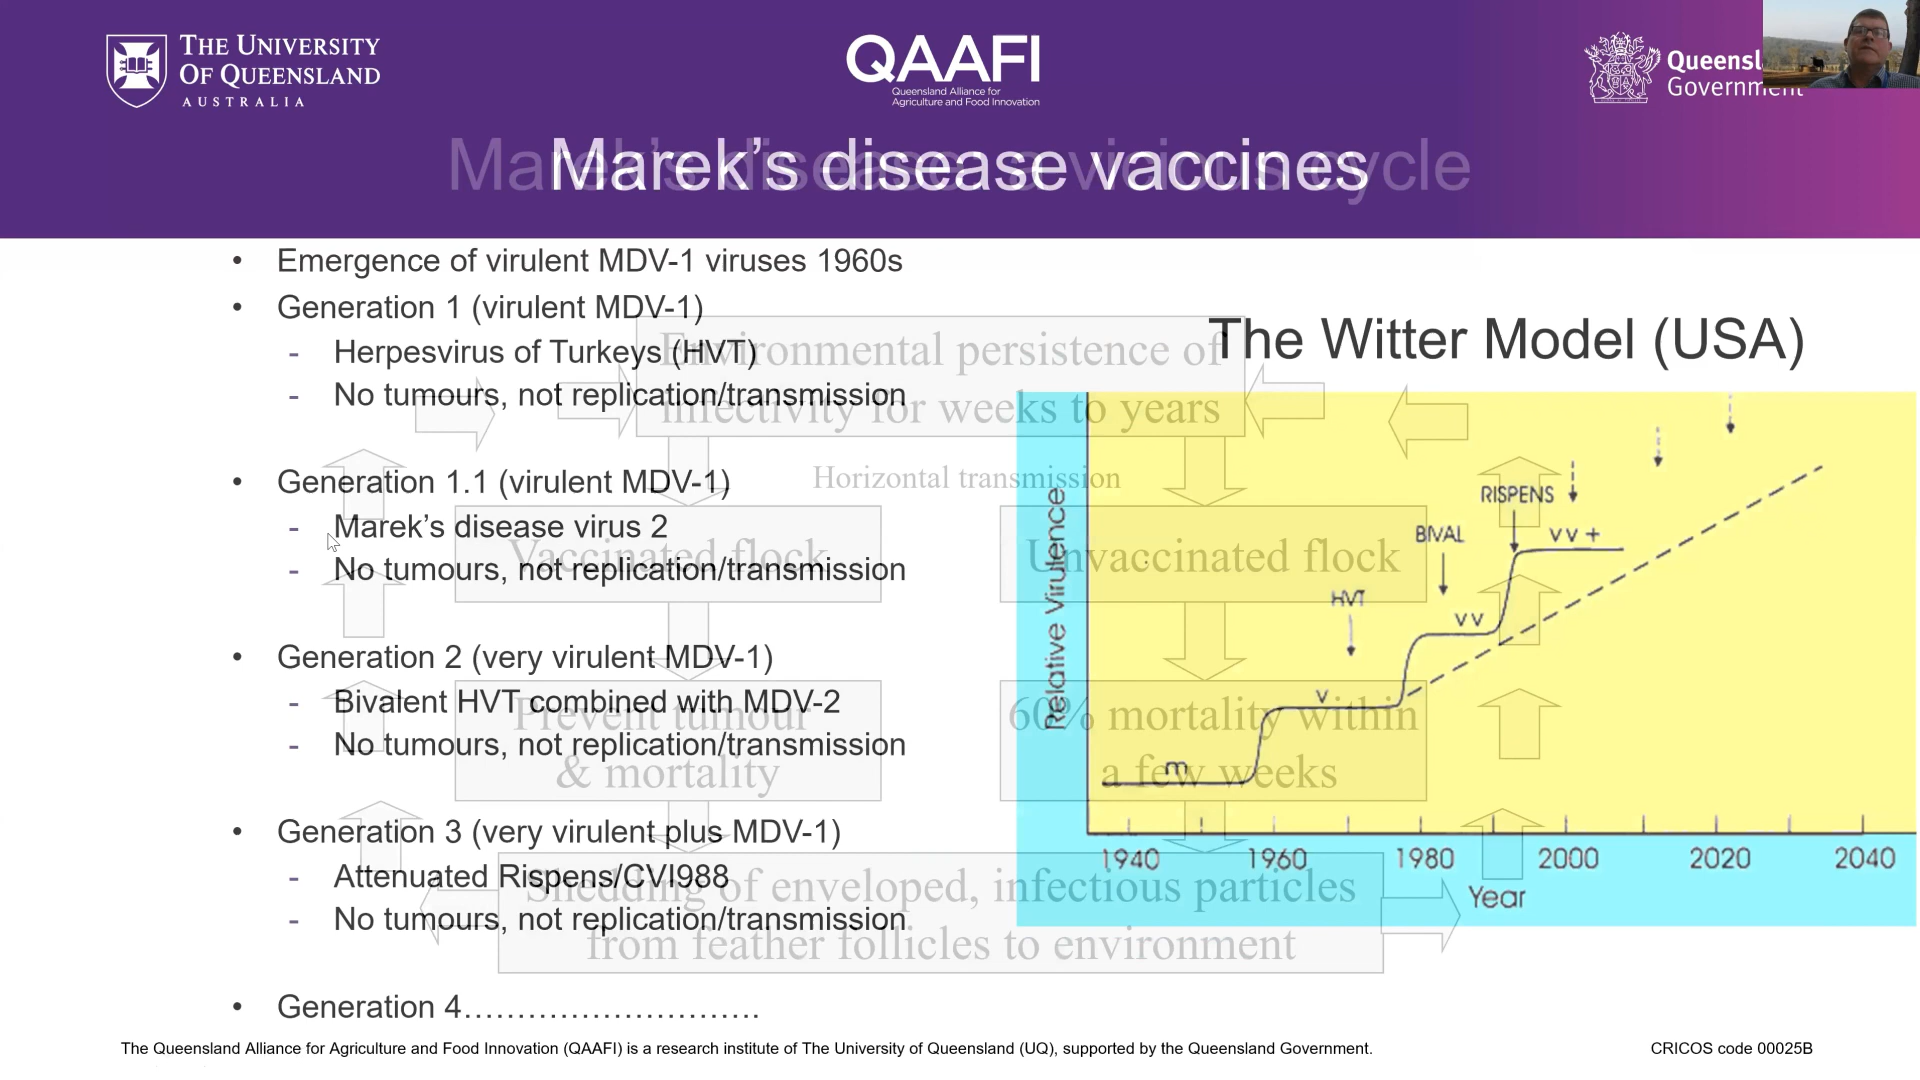 THE UNIVERSITY
OF QUEENSLAND
AUSTRALIA
QAAFI
Queensland Alliance for
Agriculture and Food Innovation
Queensl
Government
Marek's disease vaccines
Marek's disease a vicious cycle
• Emergence of virulent MDV-1 viruses 1960s
• Generation 1 (virulent MDV-1)
- Herpesvirus of Turkeys (HVT)
- No tumours, not replication/transmission
• Generation 1.1 (virulent MDV-1)
- Marek's disease virus 2
- No tumours, not replication/transmission
• Generation 2 (very virulent MDV-1)
- Bivalent HVT combined with MDV-2
- No tumours, not replication/transmission
• Generation 3 (very virulent plus MDV-1)
- Attenuated Rispens/CVI988
- No tumours, not replication/transmission
• Generation 4………………………….
Environmental persistence of
infectivity for weeks to years
Horizontal transmission
Vaccinated flock
Unvaccinated flock
Prevent tumour
& mortality
60% mortality within
a few weeks
Shedding of enveloped, infectious particles
from feather follicles to environment
The Witter Model (USA)
Relative Virulence
RISPENS
BIVAL
vv +
HVT
vv
v
m
1940 1960 1980 2000 2020 2040
Year
The Queensland Alliance for Agriculture and Food Innovation (QAAFI) is a research institute of The University of Queensland (UQ), supported by the Queensland Government.
CRICOS code 00025B